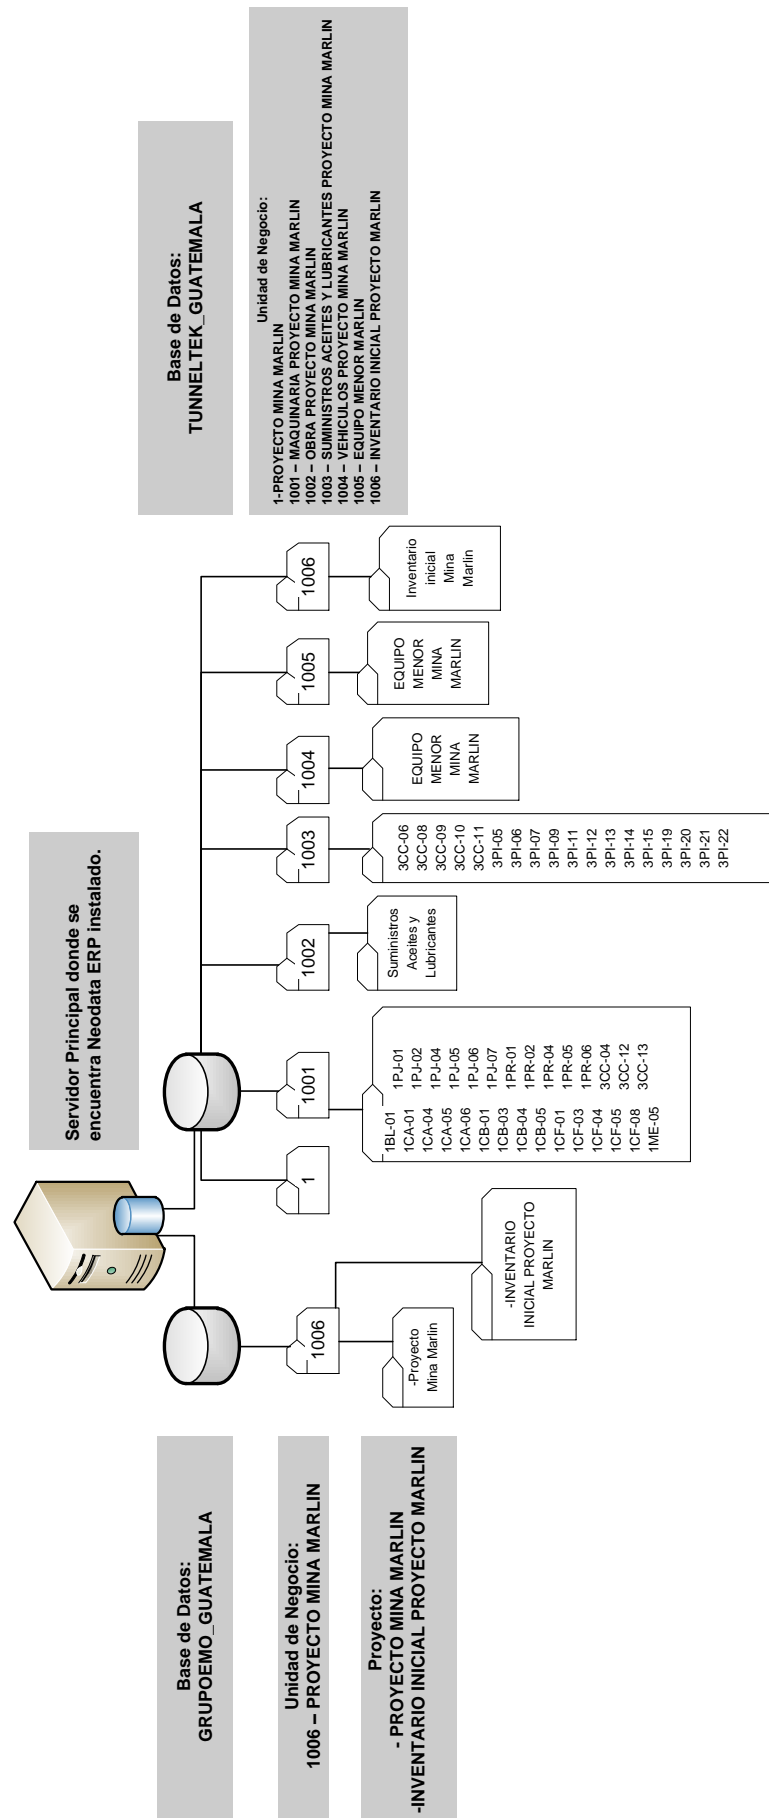 Servidor Principal donde se
encuentra Neodata ERP instalado.
Base de Datos:
GRUPOEMO_GUATEMALA
Unidad de Negocio:
1006 – PROYECTO MINA MARLIN
Proyecto:
- PROYECTO MINA MARLIN
-INVENTARIO INICIAL PROYECTO MARLIN
1006
-Proyecto
Mina Marlin
-INVENTARIO
INICIAL PROYECTO
MARLIN
1
1001
1BL-01
1CA-01
1CA-04
1CA-05
1CA-06
1CB-01
1CB-03
1CB-04
1CB-05
1CF-01
1CF-03
1CF-04
1CF-05
1CF-08
1ME-05
1PJ-01
1PJ-02
1PJ-04
1PJ-05
1PJ-06
1PJ-07
1PR-01
1PR-02
1PR-04
1PR-05
1PR-06
3CC-04
3CC-12
3CC-13
1002
Suministros
Aceites y
Lubricantes
1003
3CC-06
3CC-08
3CC-09
3CC-10
3CC-11
3PI-05
3PI-06
3PI-07
3PI-09
3PI-11
3PI-12
3PI-13
3PI-14
3PI-15
3PI-19
3PI-20
3PI-21
3PI-22
1004
EQUIPO
MENOR
MINA
MARLIN
1005
EQUIPO
MENOR
MINA
MARLIN
1006
Inventario
inicial
Mina
Marlin
Base de Datos:
TUNNELTEK_GUATEMALA
Unidad de Negocio:
1-PROYECTO MINA MARLIN
1001 – MAQUINARIA PROYECTO MINA MARLIN
1002 – OBRA PROYECTO MINA MARLIN
1003 – SUMINISTROS ACEITES Y LUBRICANTES PROYECTO MINA MARLIN
1004 – VEHICULOS PROYECTO MINA MARLIN
1005 – EQUIPO MENOR MARLIN
1006 – INVENTARIO INICIAL PROYECTO MARLIN